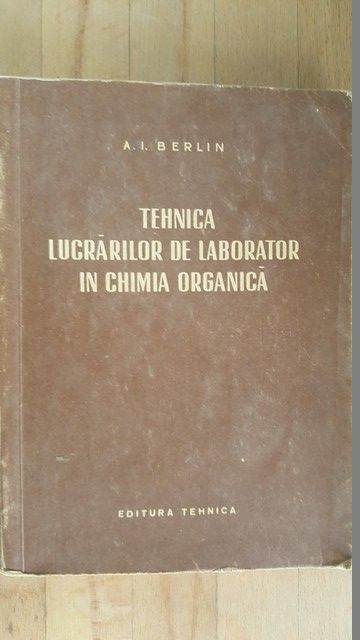 A. I. BERLIN
TEHNICA
LUCRĂRILOR DE LABORATOR
IN CHIMIA ORGANICĂ
EDITURA TEHNICA